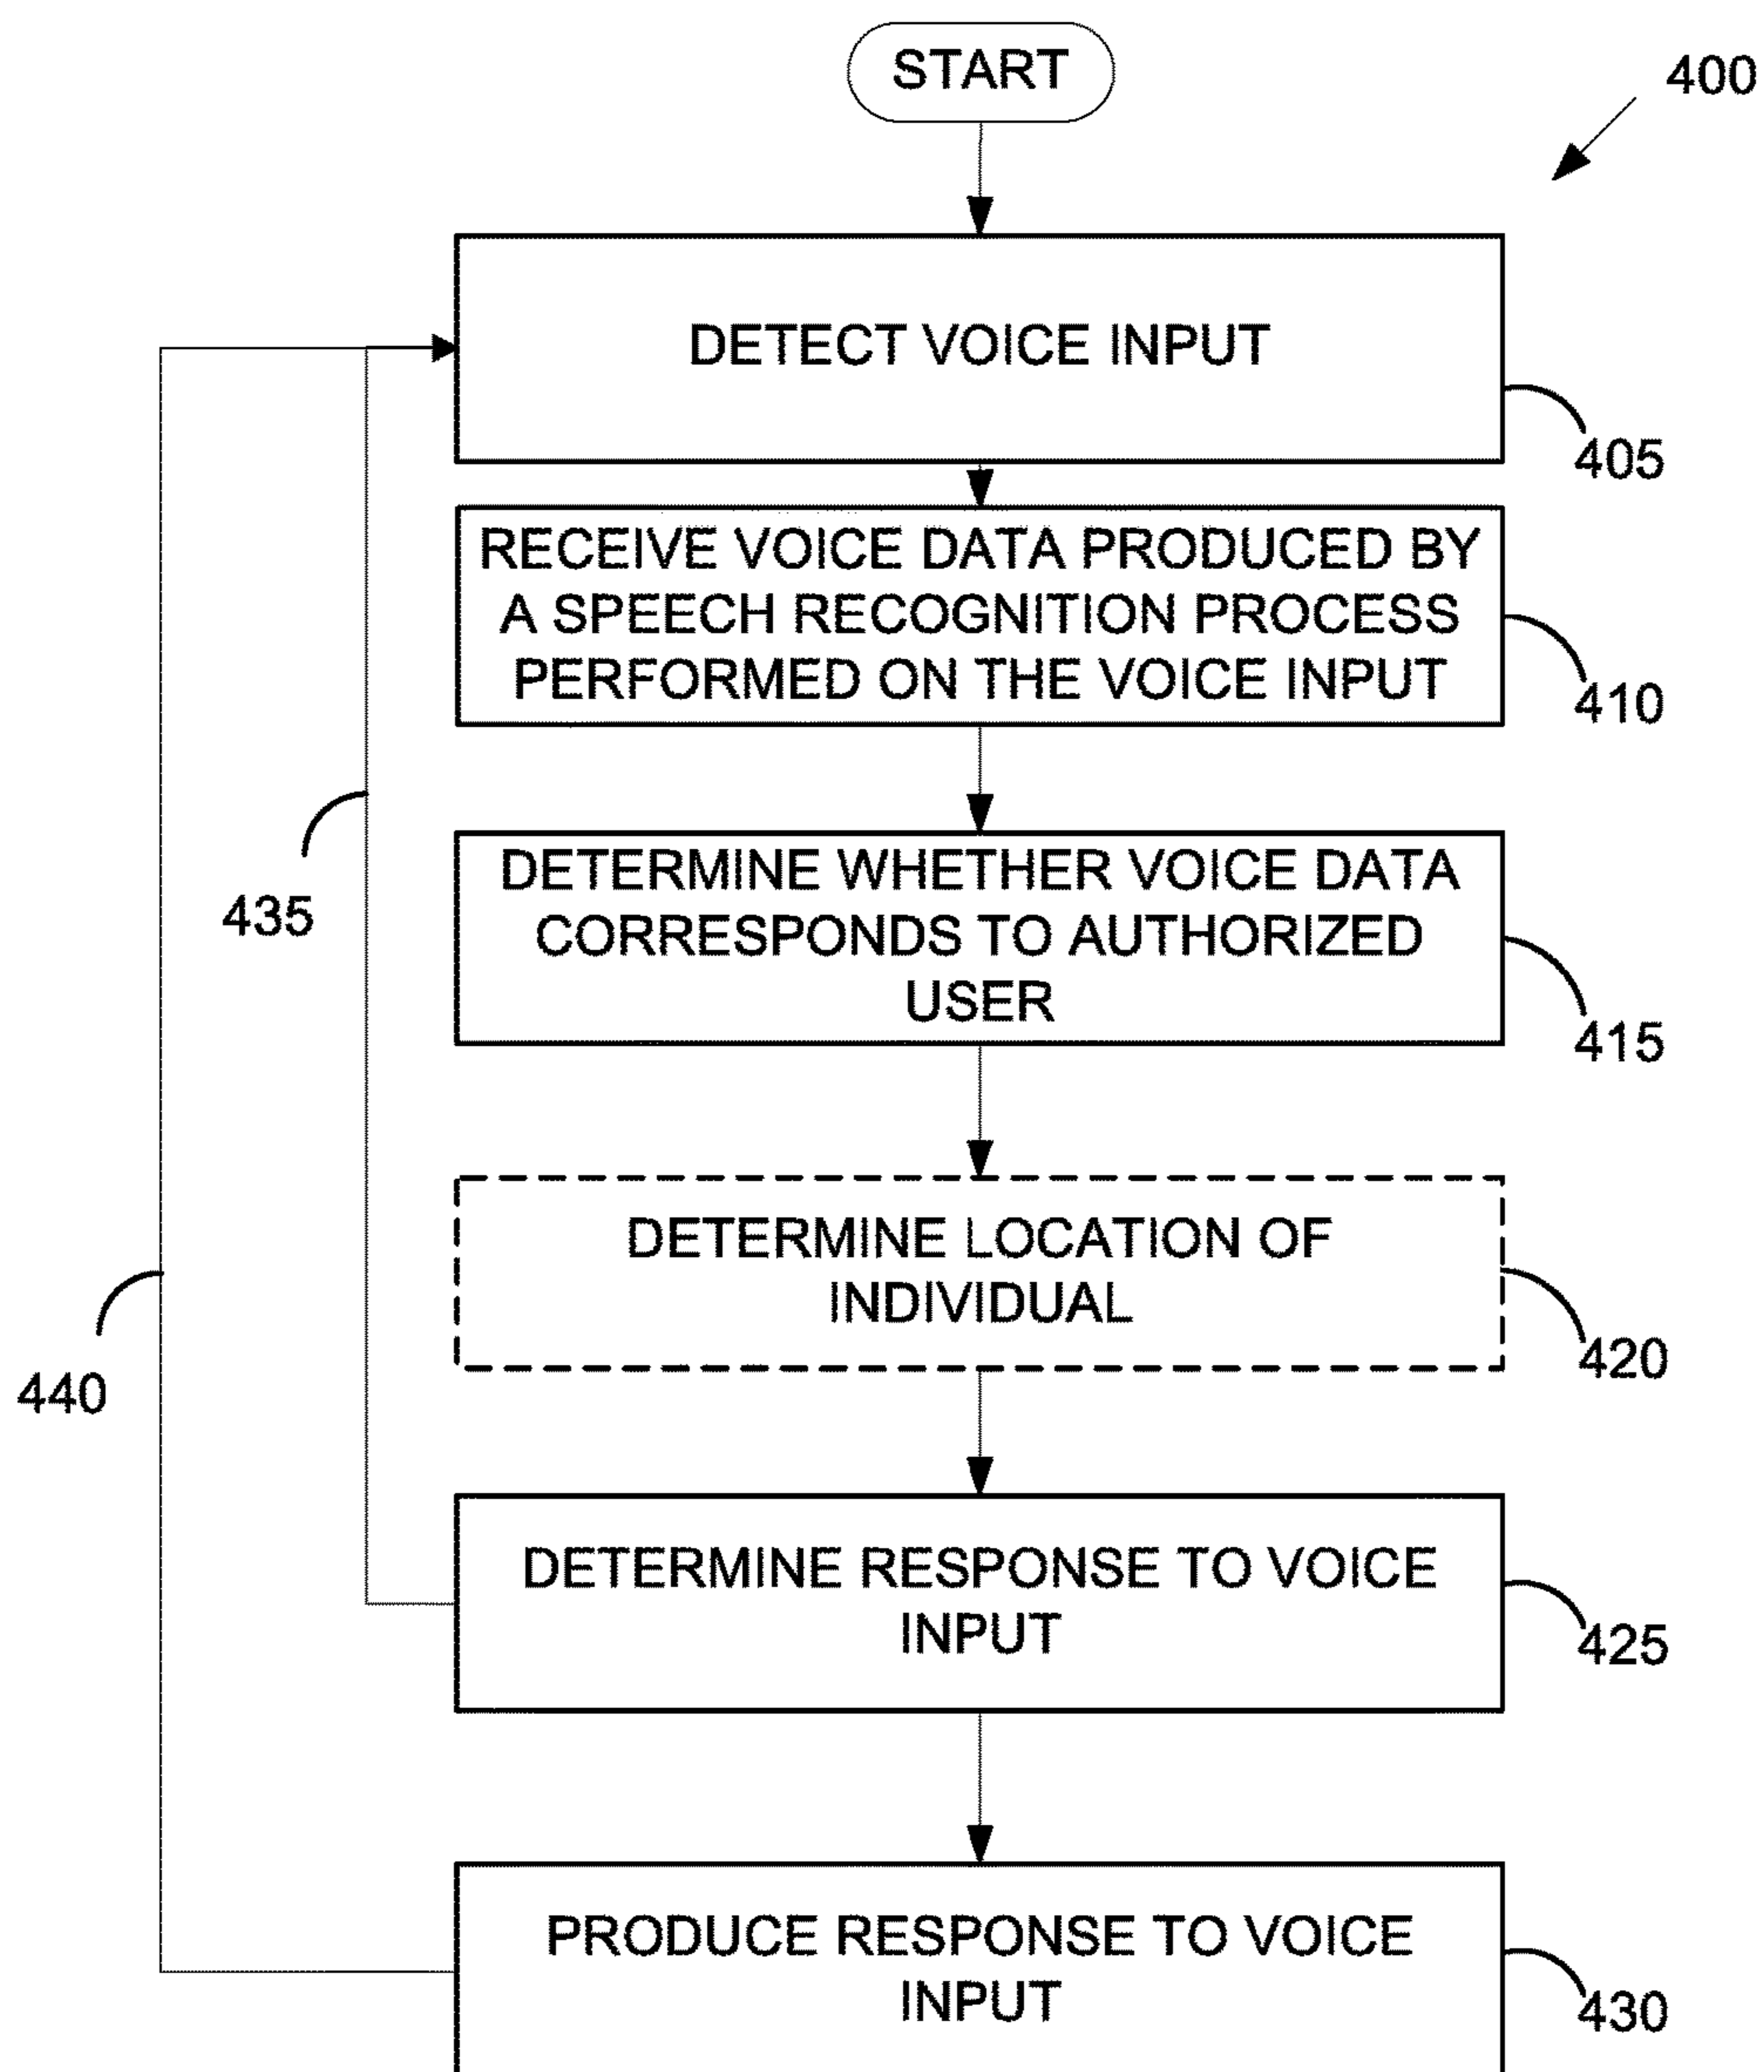 START
400
DETECT VOICE INPUT
405
RECEIVE VOICE DATA PRODUCED BY
A SPEECH RECOGNITION PROCESS
PERFORMED ON THE VOICE INPUT
410
435
DETERMINE WHETHER VOICE DATA
CORRESPONDS TO AUTHORIZED
USER
415
DETERMINE LOCATION OF
INDIVIDUAL
420
440
DETERMINE RESPONSE TO VOICE
INPUT
425
PRODUCE RESPONSE TO VOICE
INPUT
430